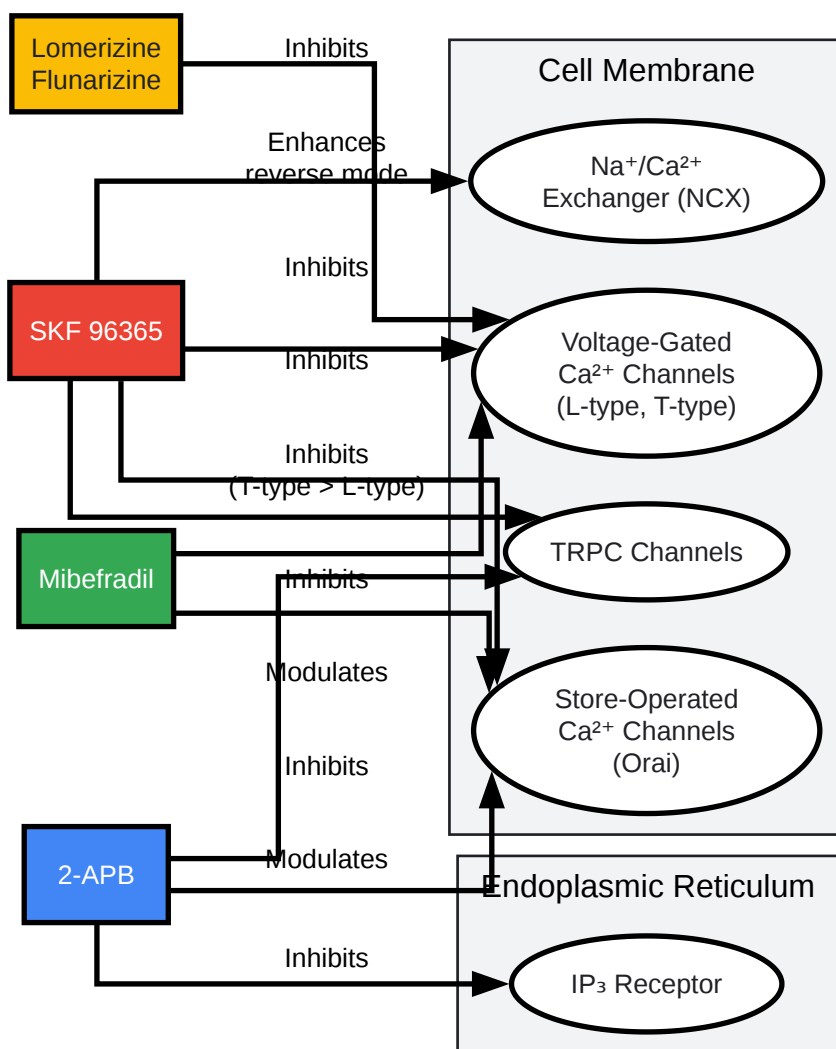 Lomerizine
Flunarizine
Inhibits
Cell Membrane
Enhances
reverse mode
Na⁺/Ca²⁺
Exchanger (NCX)
Inhibits
SKF 96365
Inhibits
Voltage-Gated
Ca²⁺ Channels
(L-type, T-type)
Inhibits
(T-type > L-type)
TRPC Channels
Mibefradil
Inhibits
Modulates
Store-Operated
Ca²⁺ Channels
(Orai)
Inhibits
Modulates
2-APB
Endoplasmic Reticulum
Inhibits
IP₃ Receptor